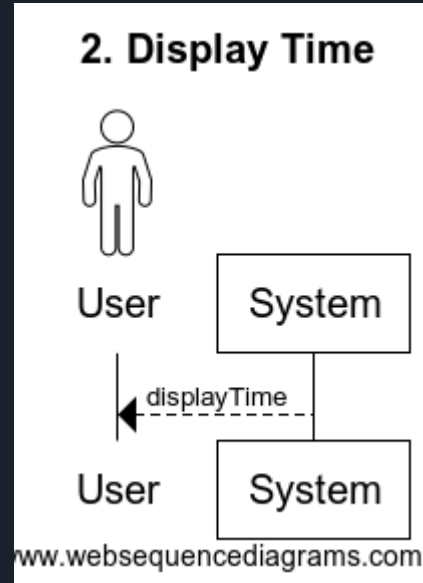 2. Display Time
User System
displayTime
User System
www.websequencediagrams.com